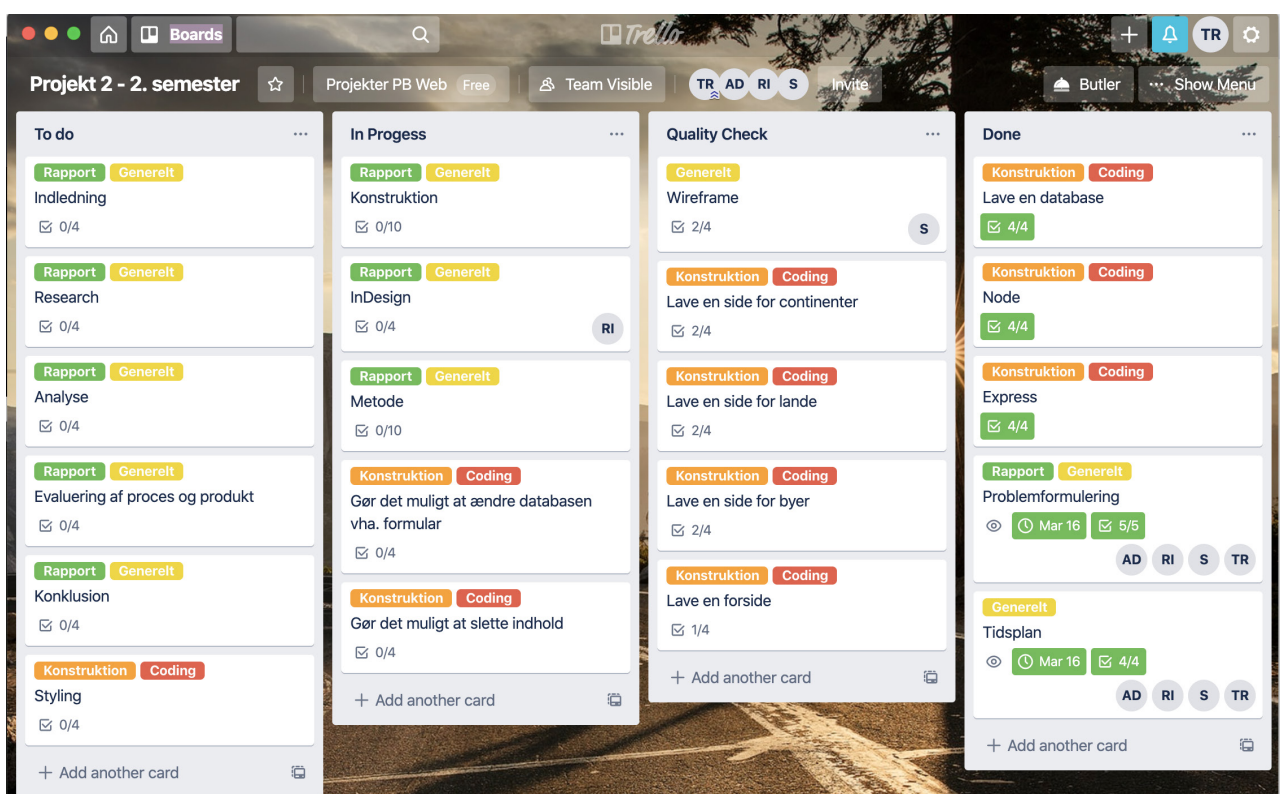 Boards
Trello
TR
Projekt 2 - 2. semester
Projekter PB Web Free
Team Visible
TR AD RI S
Invite
Butler
Show Menu
To do
Rapport Generelt
Indledning
0/4
Rapport Generelt
Research
0/4
Rapport Generelt
Analyse
0/4
Rapport Generelt
Evaluering af proces og produkt
0/4
Rapport Generelt
Konklusion
0/4
Konstruktion Coding
Styling
0/4
+ Add another card
In Progess
Rapport Generelt
Konstruktion
0/10
Rapport Generelt
InDesign
0/4
RI
Rapport Generelt
Metode
0/10
Konstruktion Coding
Gør det muligt at ændre databasen
vha. formular
0/4
Konstruktion Coding
Gør det muligt at slette indhold
0/4
+ Add another card
Quality Check
Generelt
Wireframe
2/4
S
Konstruktion Coding
Lave en side for continenter
2/4
Konstruktion Coding
Lave en side for lande
2/4
Konstruktion Coding
Lave en side for byer
2/4
Konstruktion Coding
Lave en forside
1/4
+ Add another card
Done
Konstruktion Coding
Lave en database
4/4
Konstruktion Coding
Node
4/4
Konstruktion Coding
Express
4/4
Rapport Generelt
Problemformulering
Mar 16 5/5
AD RI S TR
Generelt
Tidsplan
Mar 16 4/4
AD RI S TR
+ Add another card